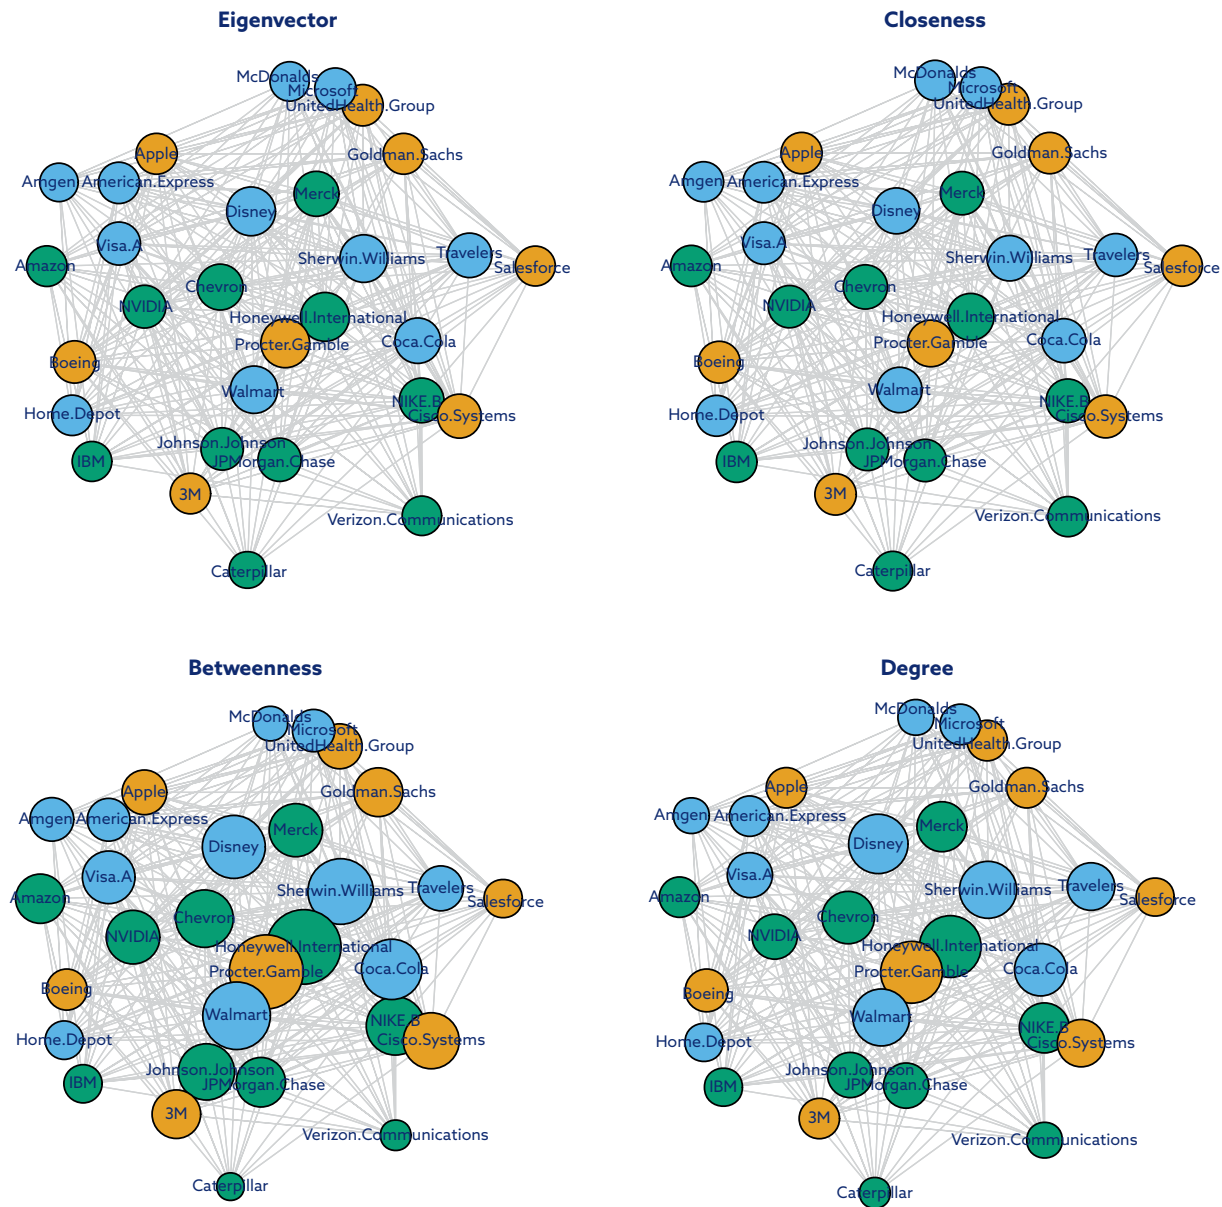 Eigenvector
McDonalds
Microsoft
UnitedHealth.Group
Apple
Goldman.Sachs
Amgen
American.Express
Merck
Disney
Visa.A
Travelers
Sherwin.Williams
Amazon
Salesforce
Chevron
NVIDIA
Honeywell.International
Procter.Gamble
Coca.Cola
Boeing
Walmart
NIKE.B
Home.Depot
Cisco.Systems
Johnson.Johnson
IBM
JPMorgan.Chase
3M
Verizon.Communications
Caterpillar
Closeness
McDonalds
Microsoft
UnitedHealth.Group
Apple
Goldman.Sachs
Amgen
American.Express
Merck
Disney
Visa.A
Travelers
Sherwin.Williams
Amazon
Salesforce
Chevron
NVIDIA
Honeywell.International
Procter.Gamble
Coca.Cola
Boeing
Walmart
NIKE.B
Home.Depot
Cisco.Systems
Johnson.Johnson
IBM
JPMorgan.Chase
3M
Verizon.Communications
Caterpillar
Betweenness
McDonalds
Microsoft
UnitedHealth.Group
Apple
Goldman.Sachs
Amgen
American.Express
Merck
Disney
Visa.A
Travelers
Sherwin.Williams
Amazon
Salesforce
Chevron
NVIDIA
Honeywell.International
Procter.Gamble
Coca.Cola
Boeing
Walmart
NIKE.B
Home.Depot
Cisco.Systems
Johnson.Johnson
IBM
JPMorgan.Chase
3M
Verizon.Communications
Caterpillar
Degree
McDonalds
Microsoft
UnitedHealth.Group
Apple
Goldman.Sachs
Amgen
American.Express
Merck
Disney
Visa.A
Travelers
Sherwin.Williams
Amazon
Salesforce
Chevron
NVIDIA
Honeywell.International
Procter.Gamble
Coca.Cola
Boeing
Walmart
NIKE.B
Home.Depot
Cisco.Systems
Johnson.Johnson
IBM
JPMorgan.Chase
3M
Verizon.Communications
Caterpillar